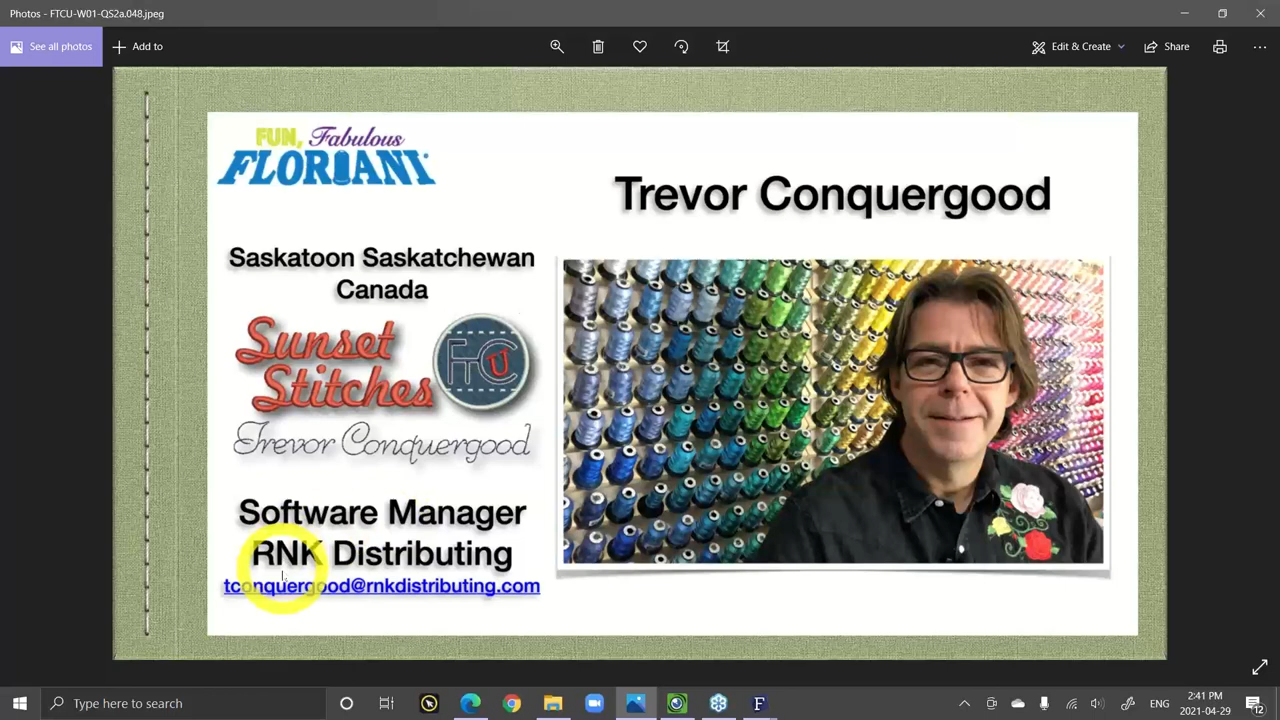 Photos - FTCU-W01-QS2a.048.jpeg
See all photos
Add to
Edit & Create
Share
FUN, Fabulous
FLORIANI
Trevor Conquergood
Saskatoon Saskatchewan
Canada
Sunset
Stitches
FTCU
Trevor Conquergood
Software Manager
RNK Distributing
tconquergood@rnkdistributing.com
Type here to search
ENG
2:41 PM
2021-04-29
12